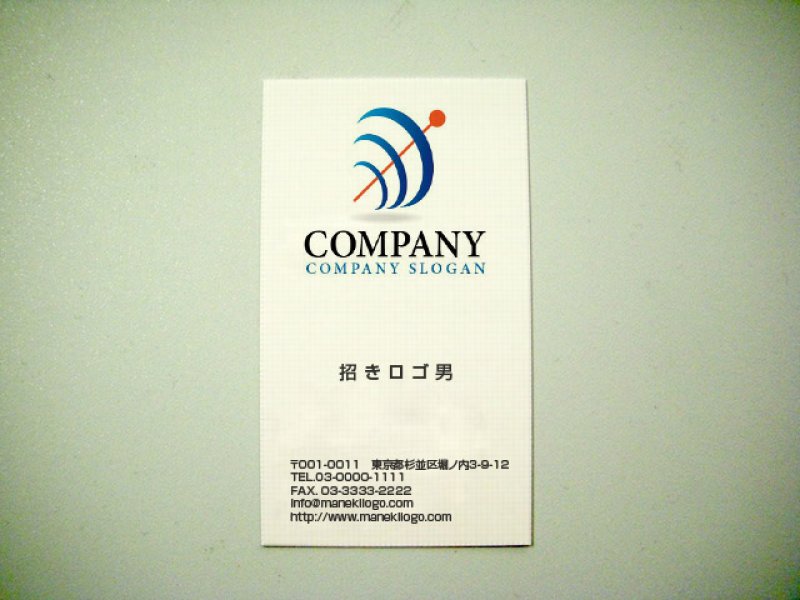 COMPANY
COMPANY SLOGAN
招きロゴ男
〒001-0011 東京都杉並区堀ノ内3-9-12
TEL.03-0000-1111
FAX. 03-3333-2222
info@manekilogo.com
http://www.manekilogo.com